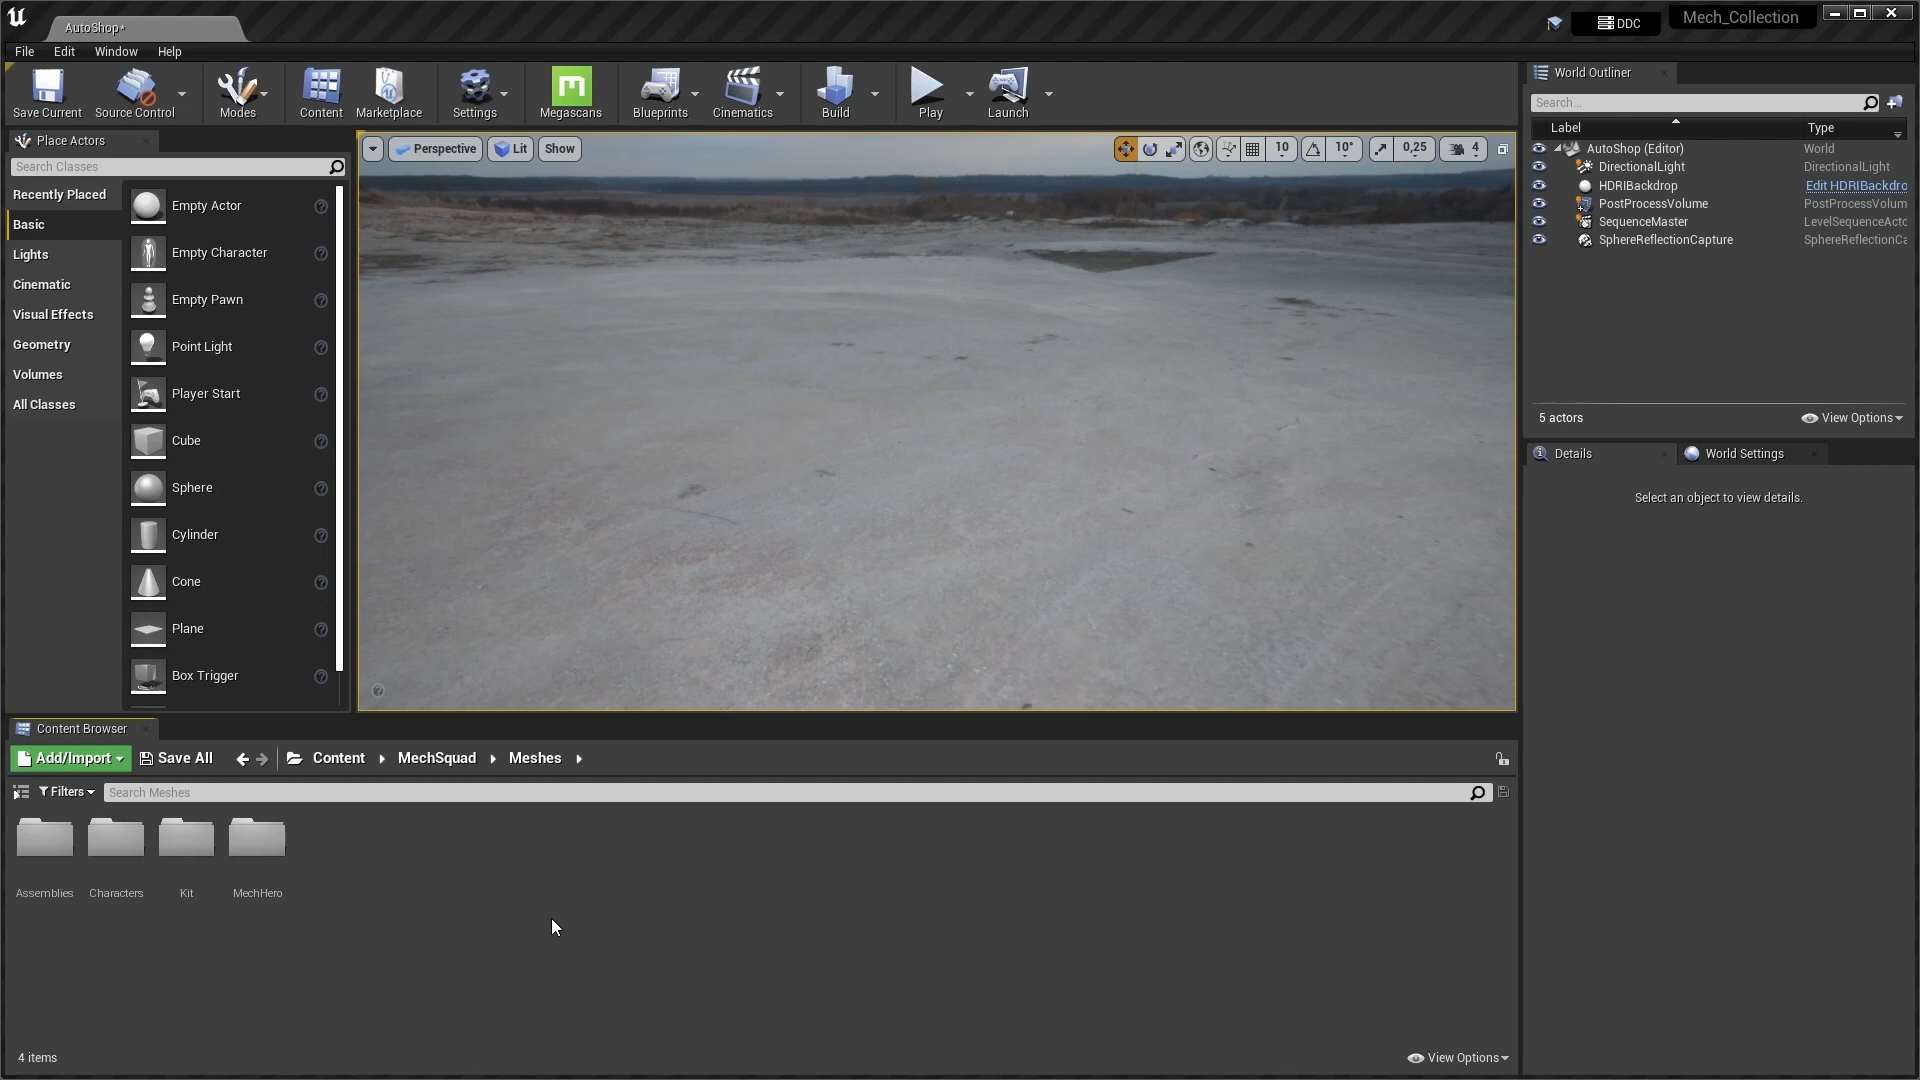 AutoShop*
DDC
Mech_Collection
File Edit Window Help
Save Current Source Control Modes Content Marketplace Settings Megascans Blueprints Cinematics Build Play Launch
Place Actors
Search Classes
Recently Placed
Basic
Lights
Cinematic
Visual Effects
Geometry
Volumes
All Classes
Empty Actor
Empty Character
Empty Pawn
Point Light
Player Start
Cube
Sphere
Cylinder
Cone
Plane
Box Trigger
Perspective Lit Show 10 10° 0,25 4
World Outliner
Search...
Label Type
AutoShop (Editor) World
DirectionalLight DirectionalLight
HDRIBackdrop Edit HDRIBackdro
PostProcessVolume PostProcessVolum
SequenceMaster LevelSequenceActo
SphereReflectionCapture SphereReflectionCa
5 actors View Options
Details World Settings
Select an object to view details.
Content Browser
Add/Import Save All Content MechSquad Meshes
Filters Search Meshes
Assemblies Characters Kit MechHero
4 items View Options